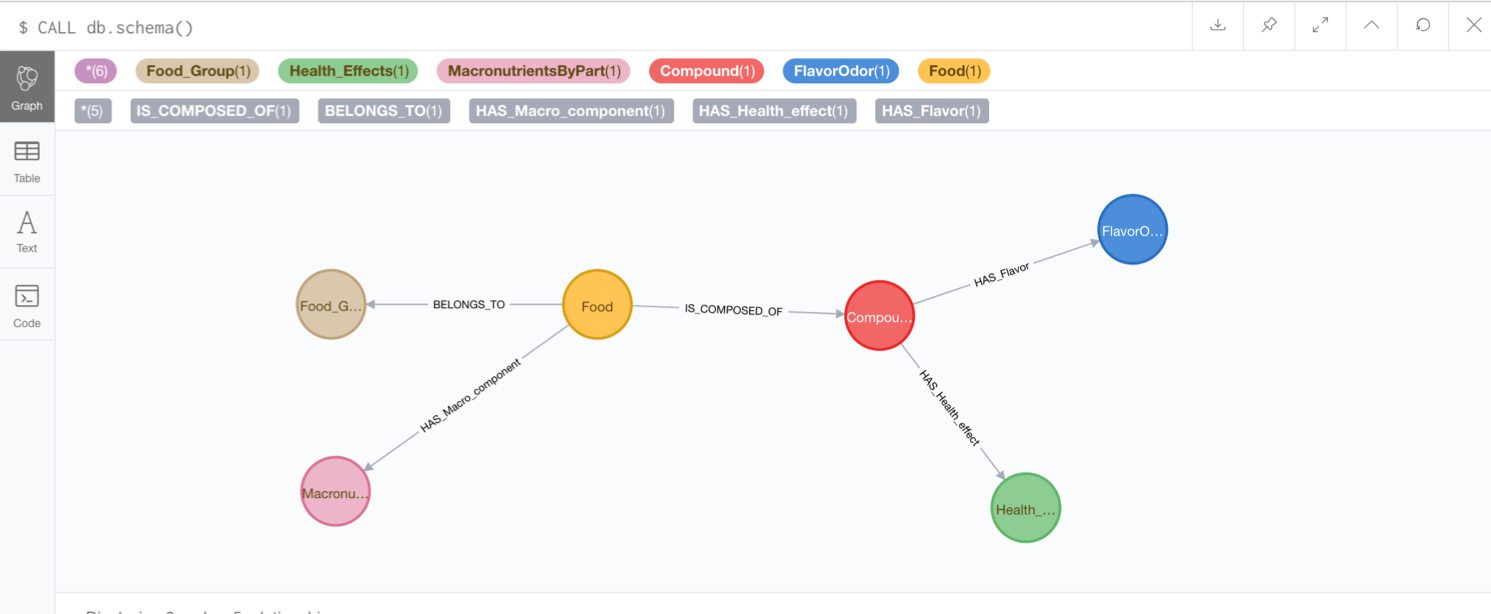 $ CALL db.schema()
*(6) Food_Group(1) Health_Effects(1) MacronutrientsByPart(1) Compound(1) FlavorOdor(1) Food(1)
*(5) IS_COMPOSED_OF(1) BELONGS_TO(1) HAS_Macro_component(1) HAS_Health_effect(1) HAS_Flavor(1)
Graph
Table
Text
Code
FlavorO...
HAS_Flavor
Food_G...
BELONGS_TO
Food
IS_COMPOSED_OF
Compou...
HAS_Macro_component
HAS_Health_effect
Macronu...
Health_...